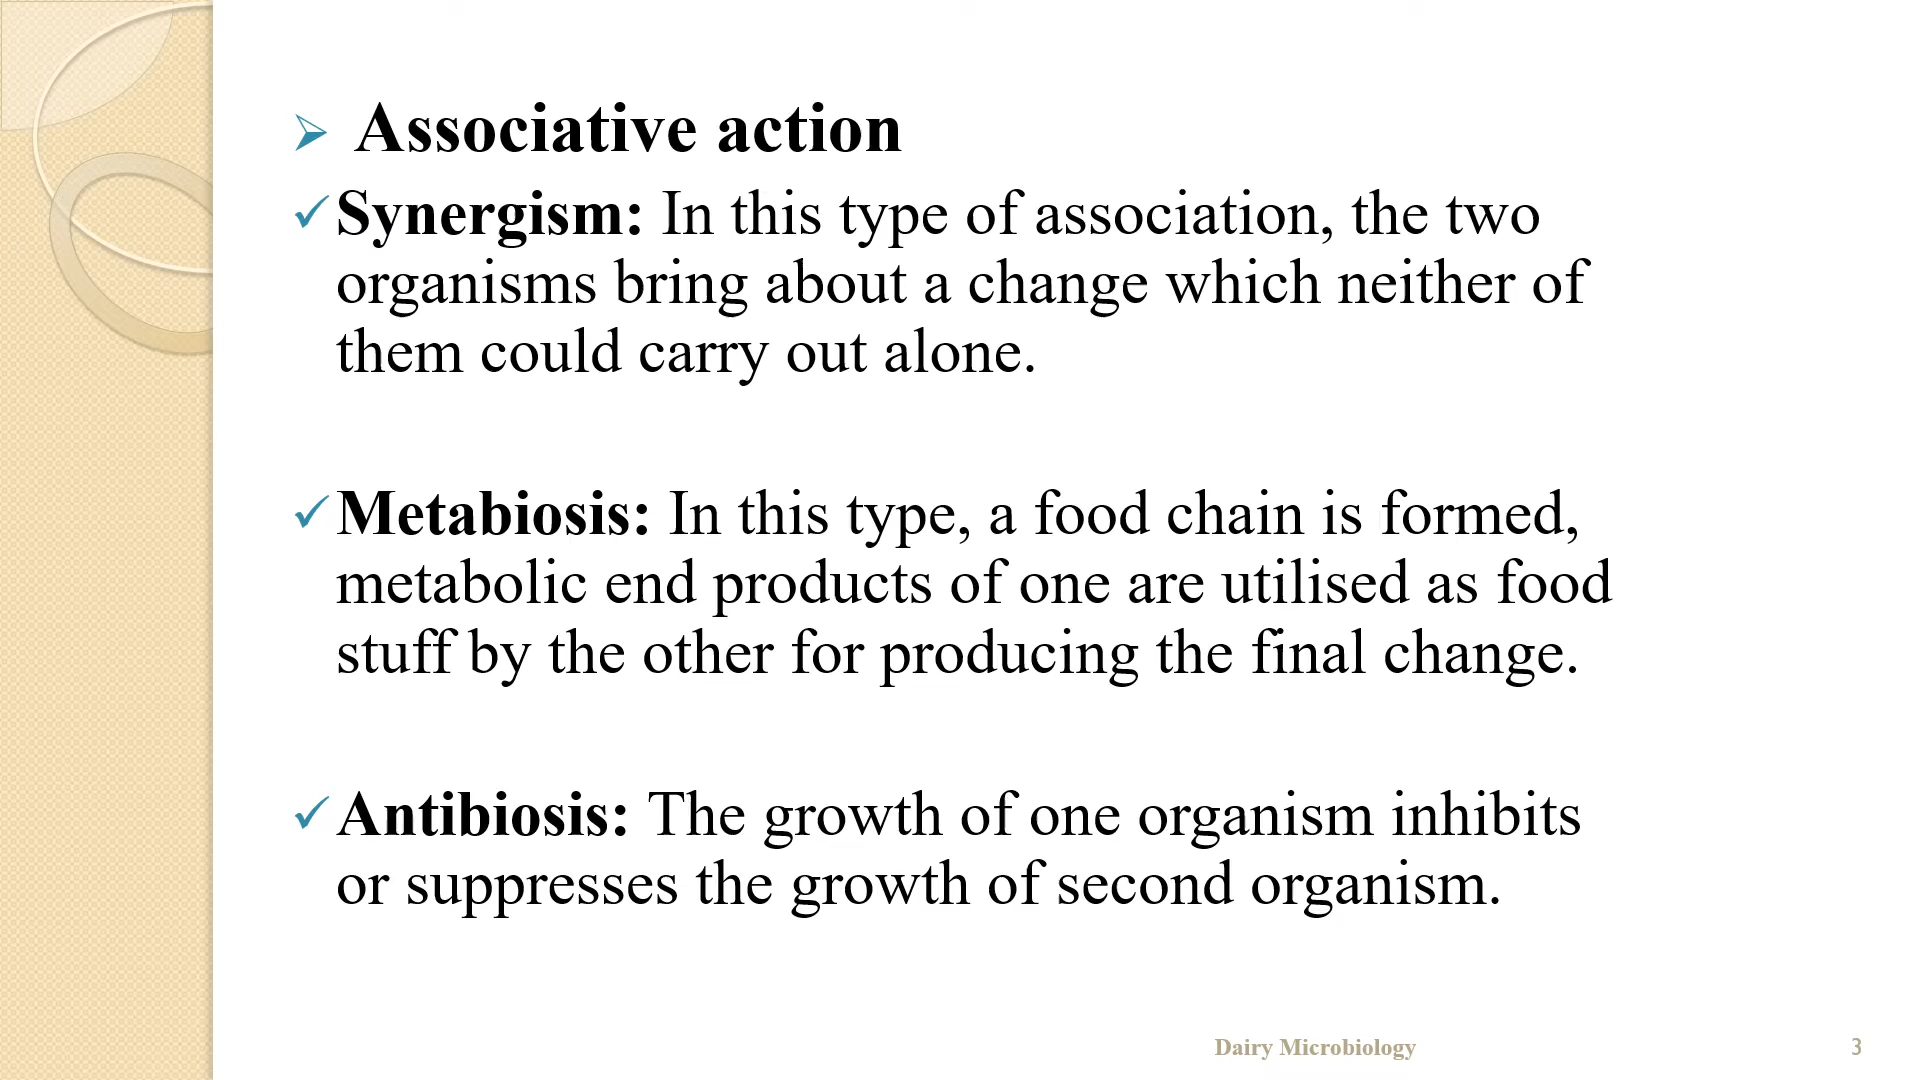 Associative action
Synergism: In this type of association, the two
organisms bring about a change which neither of
them could carry out alone.
Metabiosis: In this type, a food chain is formed,
metabolic end products of one are utilised as food
stuff by the other for producing the final change.
Antibiosis: The growth of one organism inhibits
or suppresses the growth of second organism.
Dairy Microbiology
3